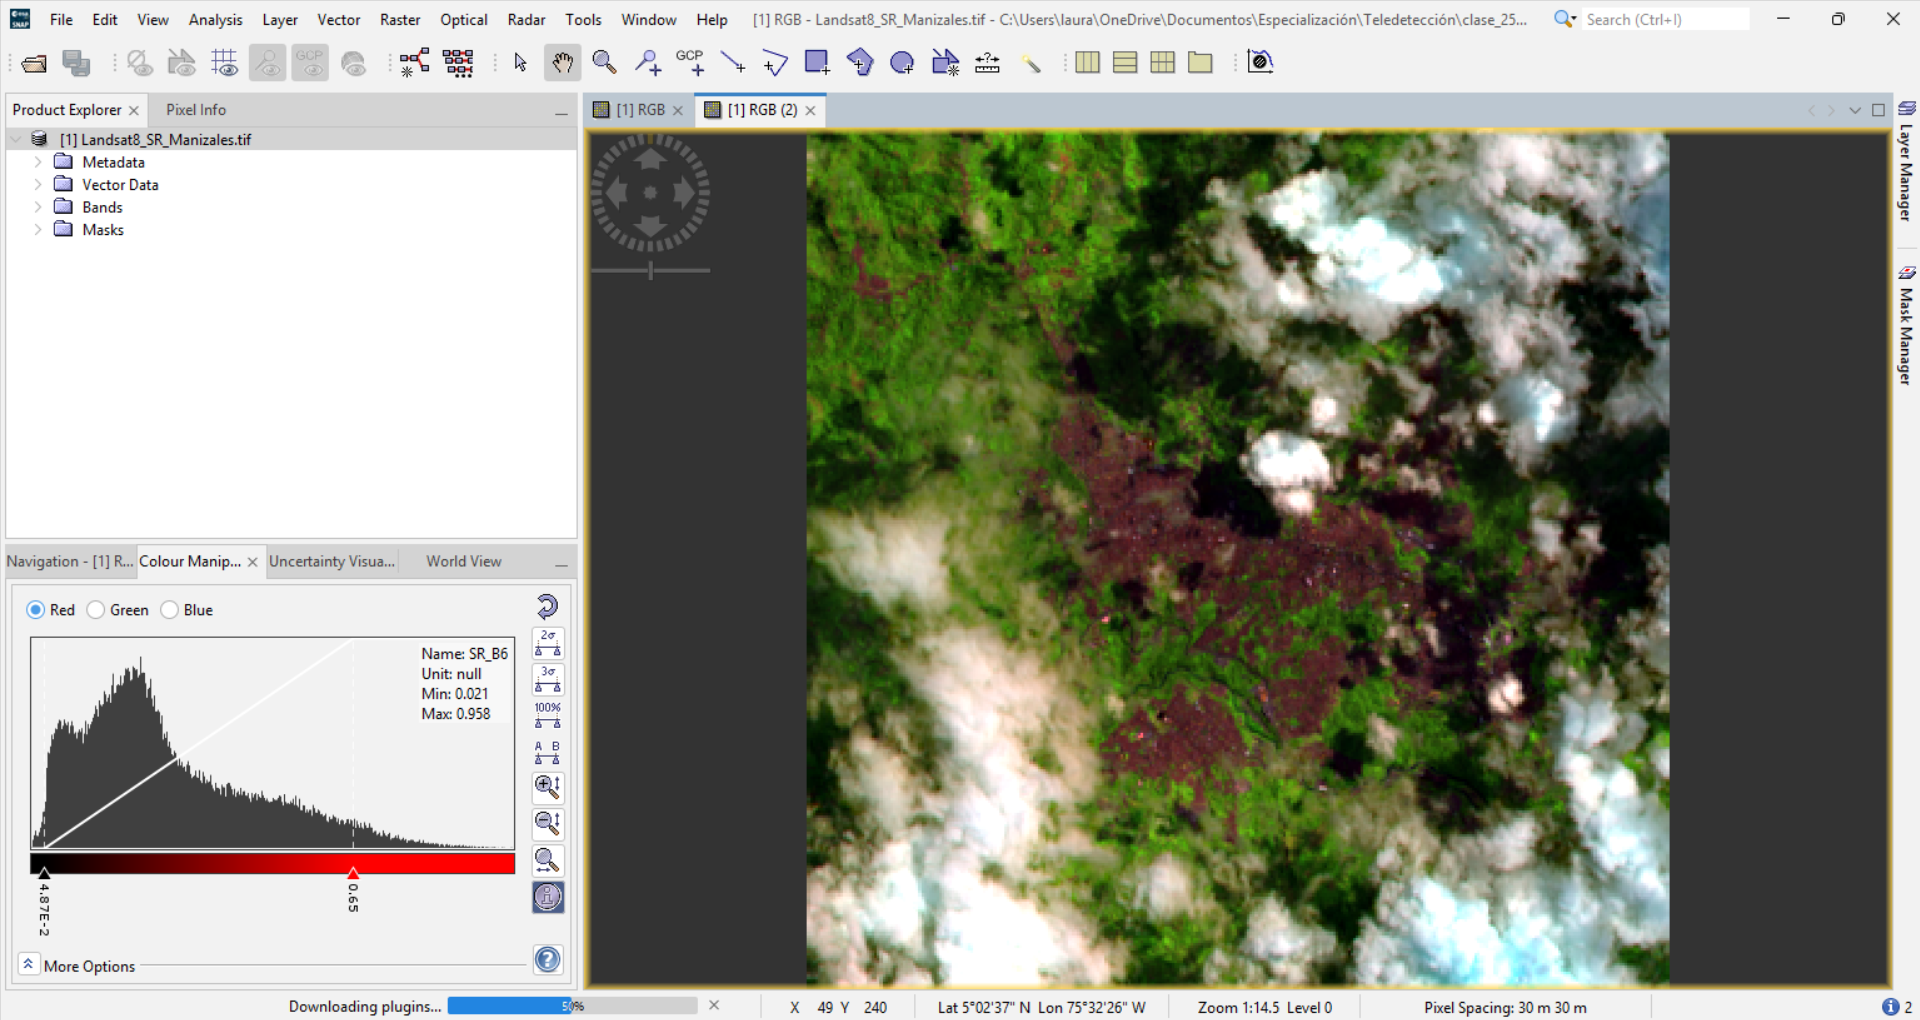 File Edit View Analysis Layer Vector Raster Optical Radar Tools Window Help [1] RGB - Landsat8_SR_Manizales.tif - C:\Users\laura\OneDrive\Documentos\Especialización\Teledetección\clase_25... Search (Ctrl+I)
GCP GCP
Product Explorer Pixel Info
[1] RGB [1] RGB (2)
[1] Landsat8_SR_Manizales.tif
Metadata
Vector Data
Bands
Masks
Layer Manager
Mask Manager
Navigation - [1] R... Colour Manip... Uncertainty Visua... World View
Red Green Blue
Name: SR_B6
Unit: null
Min: 0.021
Max: 0.958
2σ
3σ
100%
A B
4.87E-2
0.65
More Options
Downloading plugins... 50% X 49 Y 240 Lat 5°02'37" N Lon 75°32'26" W Zoom 1:14.5 Level 0 Pixel Spacing: 30 m 30 m 2